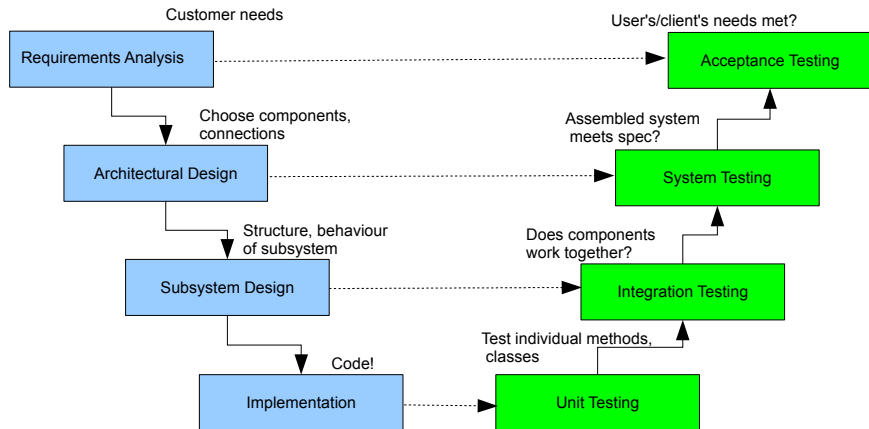 Customer needs
User's/client's needs met?
Requirements Analysis
Acceptance Testing
Choose components,
connections
Assembled system
meets spec?
Architectural Design
System Testing
Structure, behaviour
of subsystem
Does components
work together?
Subsystem Design
Integration Testing
Code!
Test individual methods,
classes
Implementation
Unit Testing